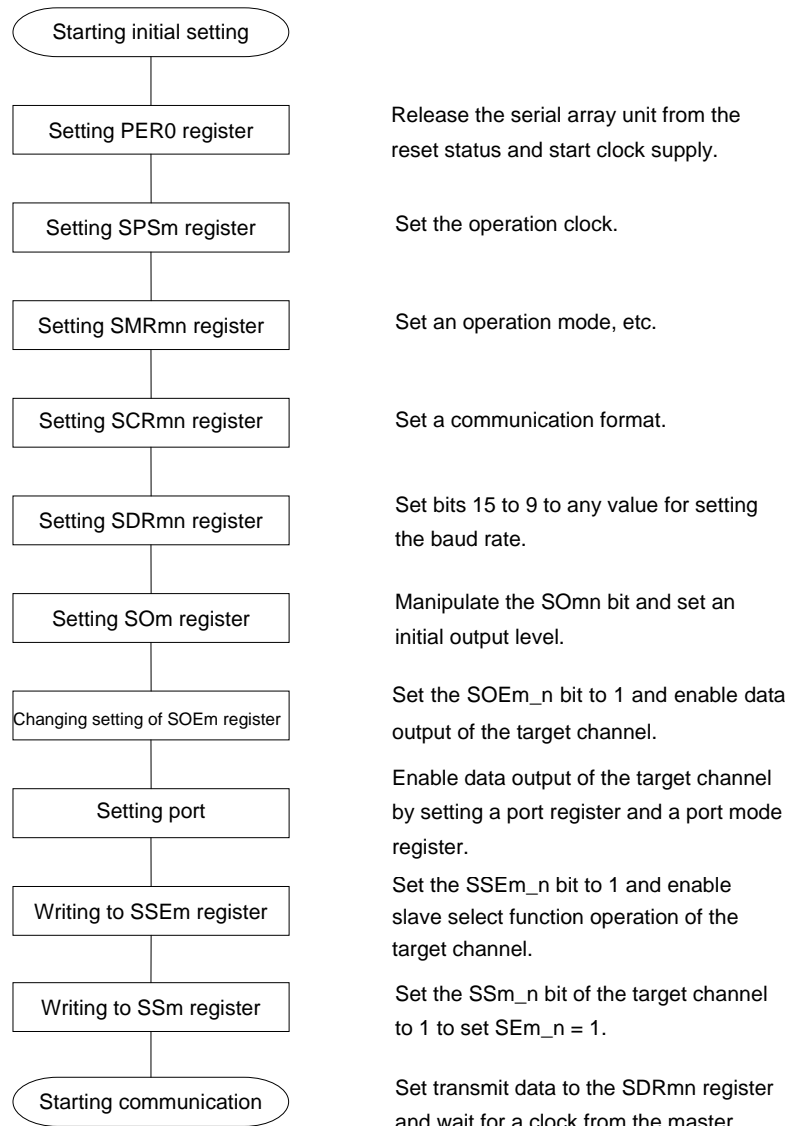 Starting initial setting
Setting PER0 register
Release the serial array unit from the
reset status and start clock supply.
Setting SPSm register
Set the operation clock.
Setting SMRmn register
Set an operation mode, etc.
Setting SCRmn register
Set a communication format.
Setting SDRmn register
Set bits 15 to 9 to any value for setting
the baud rate.
Setting SOm register
Manipulate the SOmn bit and set an
initial output level.
Changing setting of SOEm register
Set the SOEm_n bit to 1 and enable data
output of the target channel.
Setting port
Enable data output of the target channel
by setting a port register and a port mode
register.
Writing to SSEm register
Set the SSEm_n bit to 1 and enable
slave select function operation of the
target channel.
Writing to SSm register
Set the SSm_n bit of the target channel
to 1 to set SEm_n = 1.
Starting communication
Set transmit data to the SDRmn register
and wait for a clock from the master